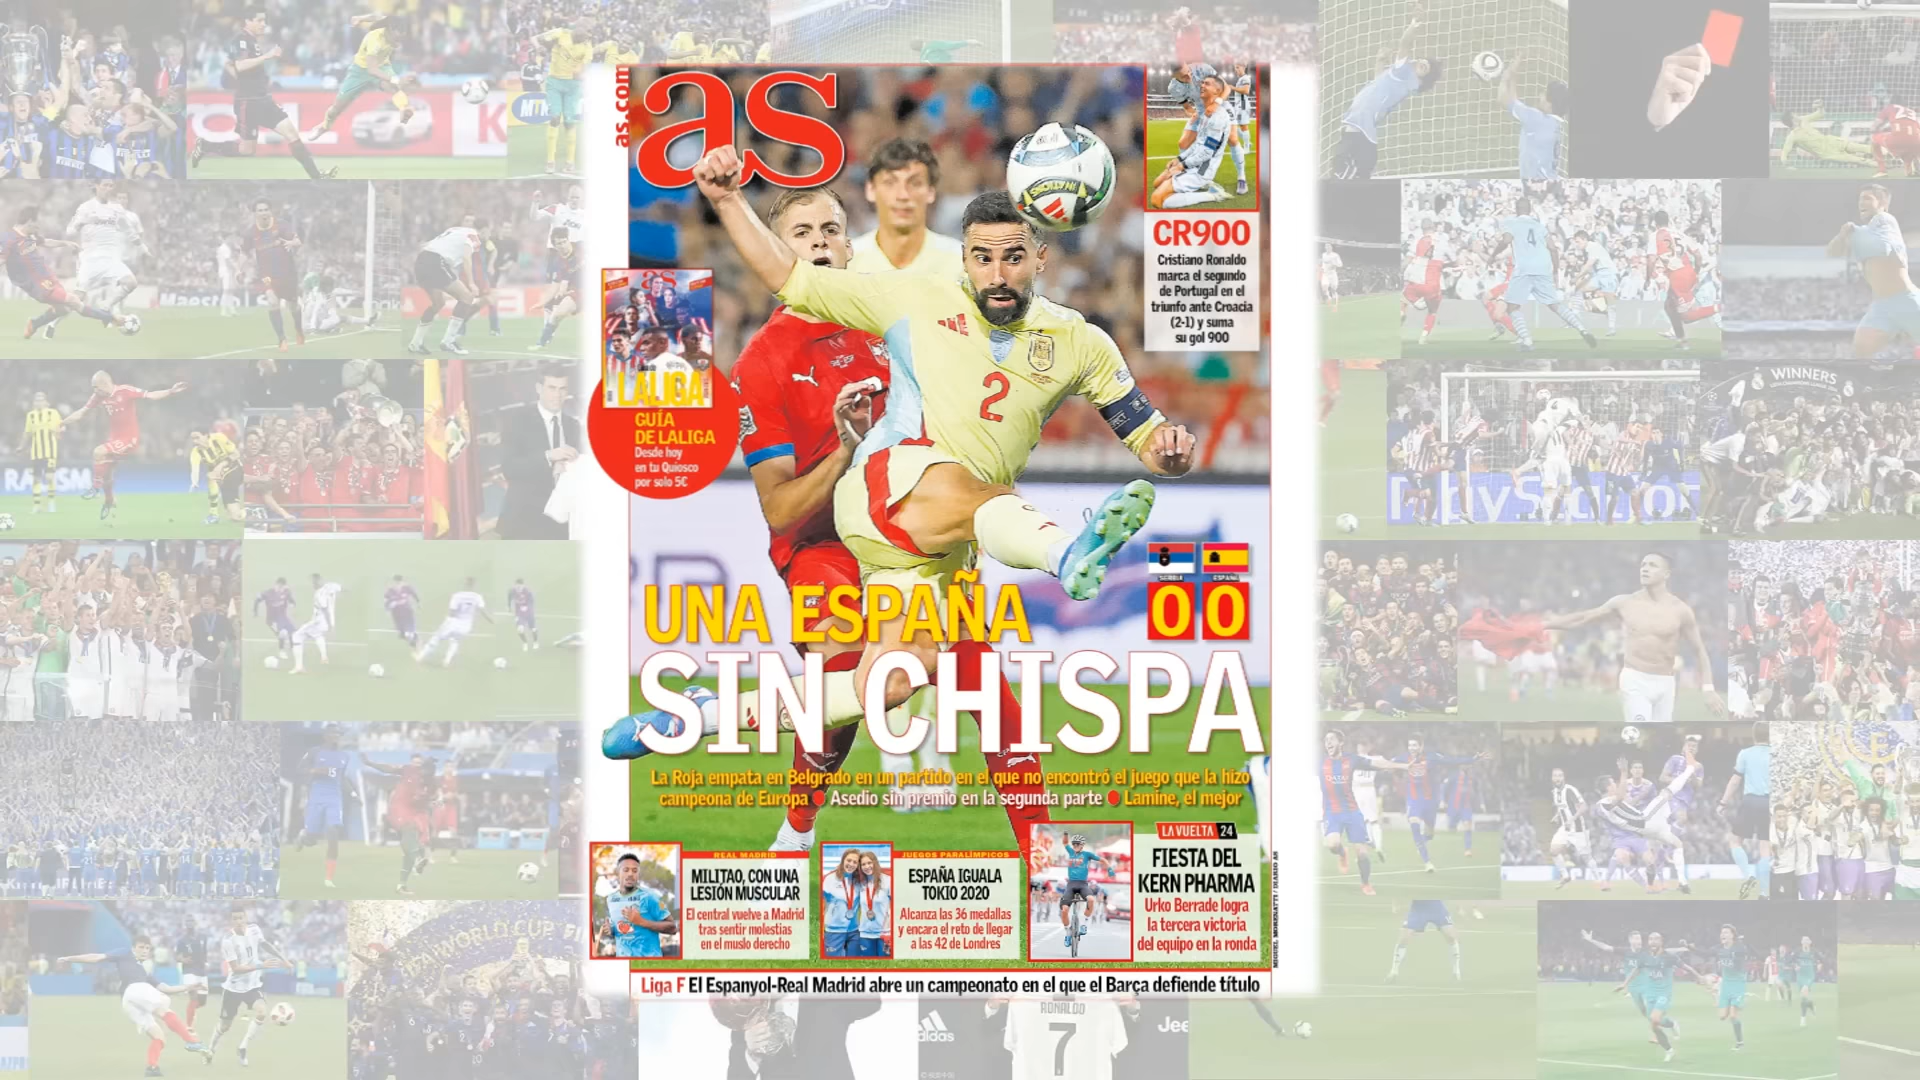 as.com
as
CR900
Cristiano Ronaldo
marca el segundo
de Portugal en el
triunfo ante Croacia
(2-1) y suma
su gol 900
as
LALIGA
GUÍA
DE LALIGA
Desde hoy
en tu Quiosco
por solo 5€
2
SERBIA ESPAÑA
0 0
UNA ESPAÑA
SIN CHISPA
La Roja empata en Belgrado en un partido en el que no encontró el juego que la hizo
campeona de Europa ● Asedio sin premio en la segunda parte ● Lamine, el mejor
REAL MADRID
MILITAO, CON UNA
LESIÓN MUSCULAR
El central vuelve a Madrid
tras sentir molestias
en el muslo derecho
JUEGOS PARALÍMPICOS
ESPAÑA IGUALA
TOKIO 2020
Alcanza las 36 medallas
y encara el reto de llegar
a las 42 de Londres
LA VUELTA 24
FIESTA DEL
KERN PHARMA
Urko Berrade logra
la tercera victoria
del equipo en la ronda
MIGUEL MORENATTI / DIARIO AS
Liga F El Espanyol-Real Madrid abre un campeonato en el que el Barça defiende título
WINNERS
PlayStation
RONALDO
7
adidas
Jee